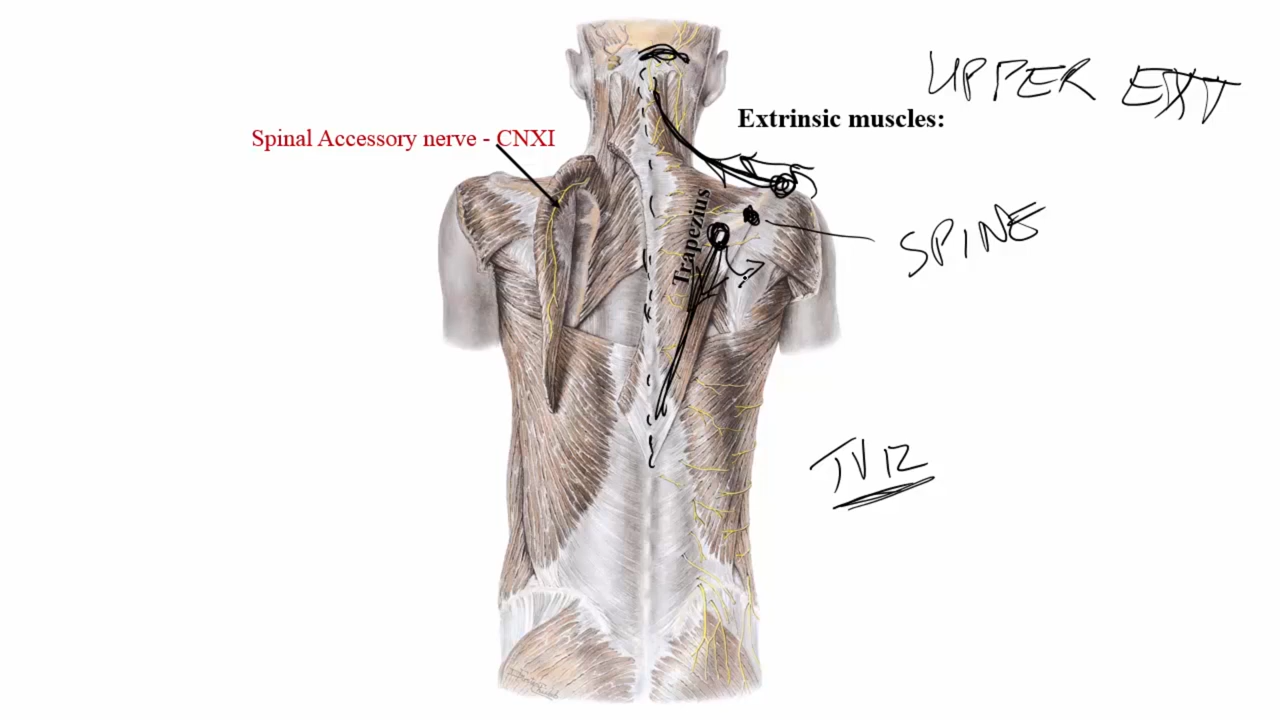 UPPER EXT
Extrinsic muscles:
Spinal Accessory nerve - CNXI
Trapezius
SPINE
TV12